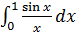 ∫₀¹ (sin x)/x dx